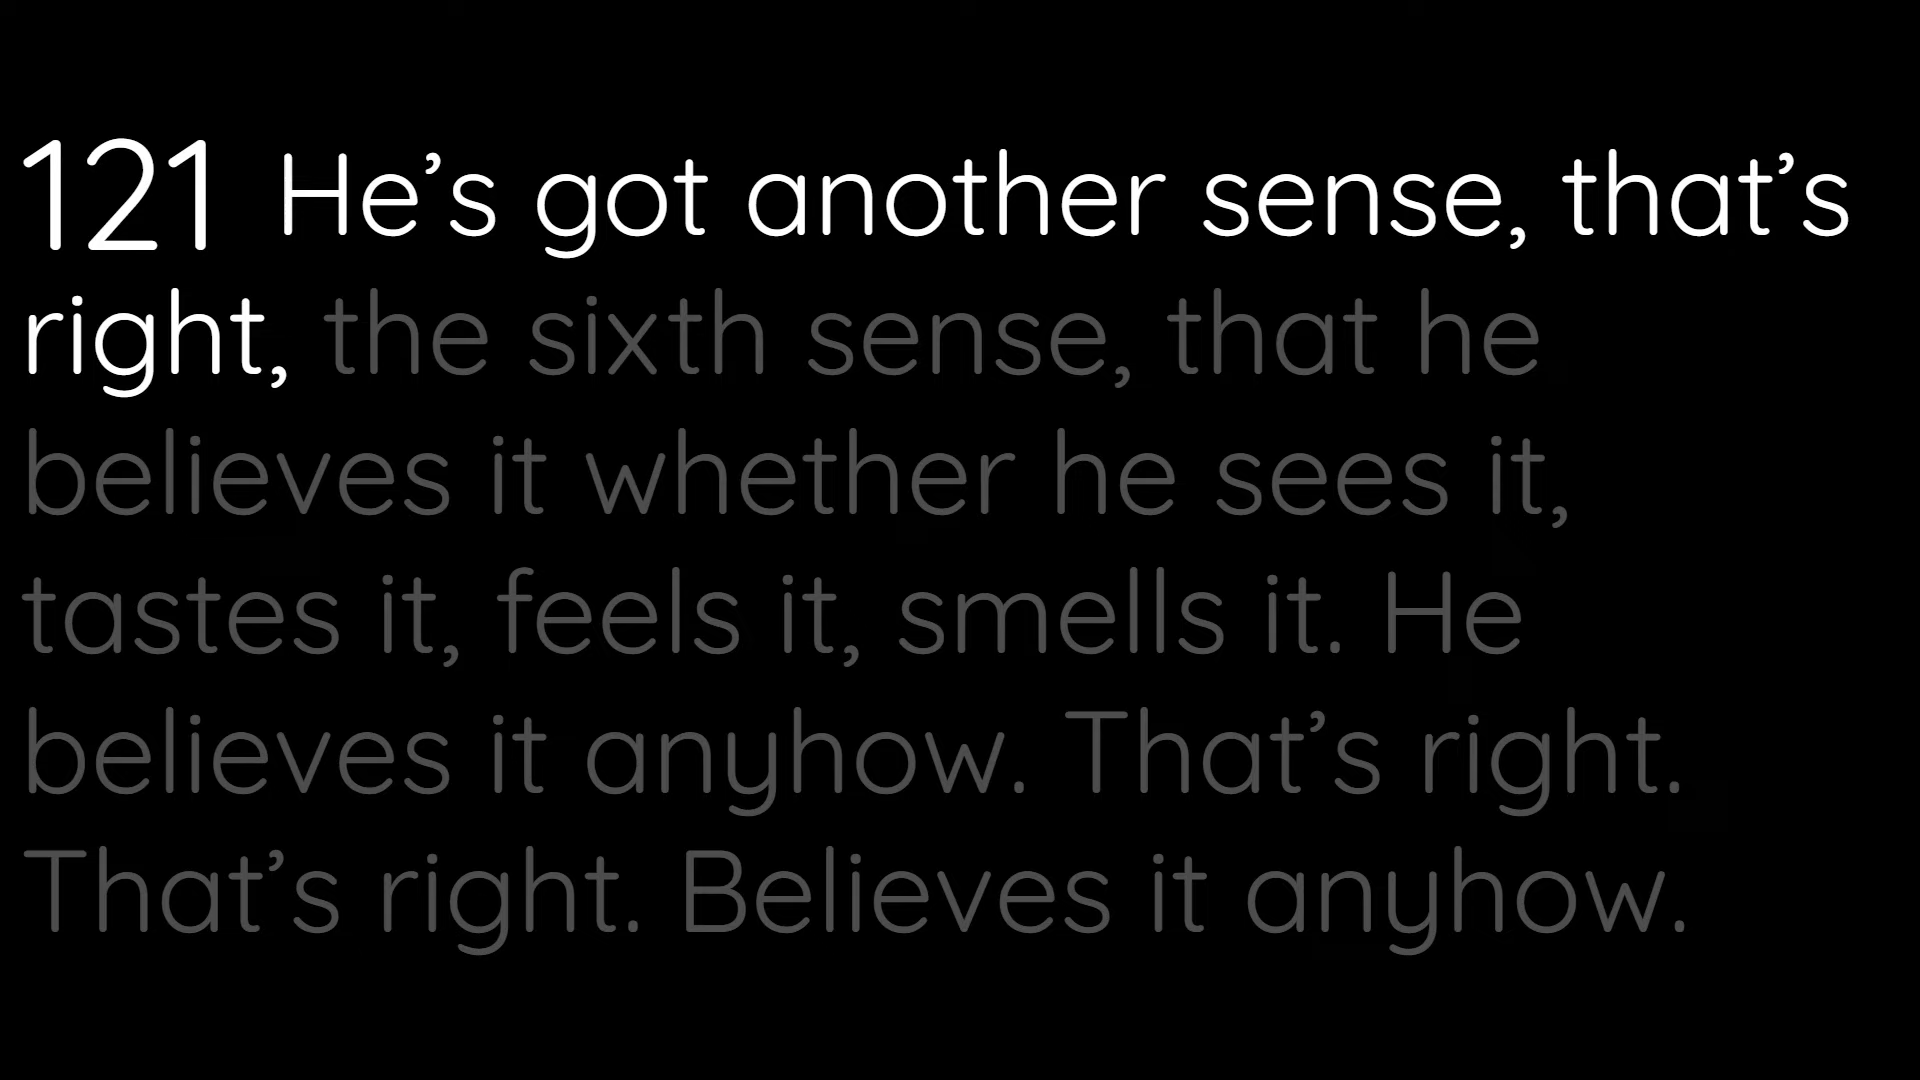 121 He’s got another sense, that’s
right, the sixth sense, that he
believes it whether he sees it,
tastes it, feels it, smells it. He
believes it anyhow. That’s right.
That’s right. Believes it anyhow.